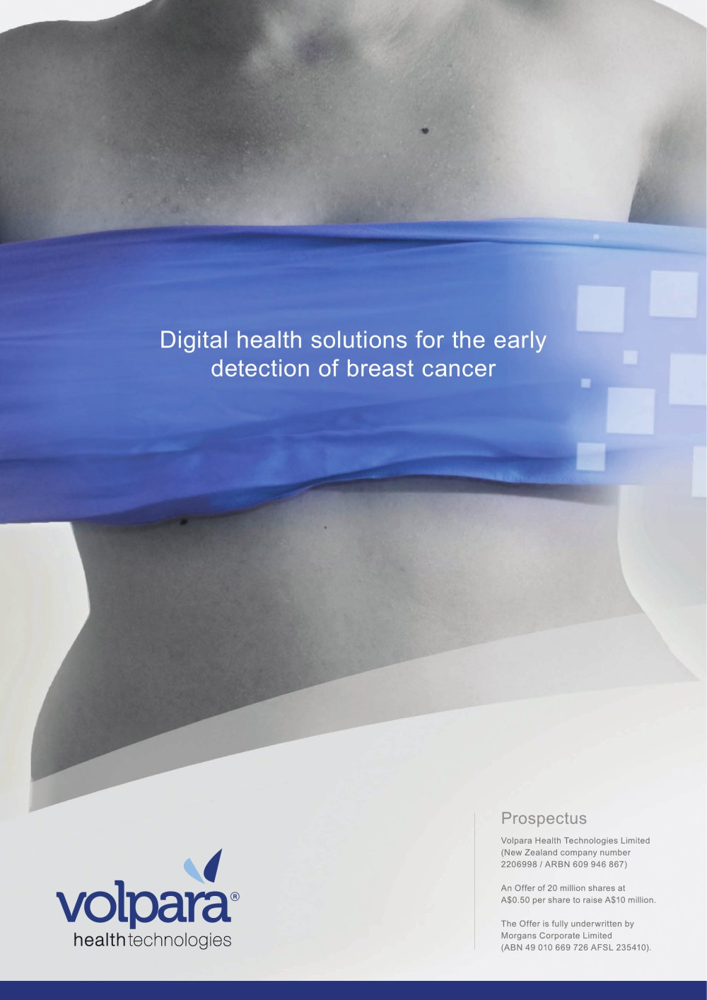 Digital health solutions for the early
detection of breast cancer
Prospectus
Volpara Health Technologies Limited
(New Zealand company number
2206998 / ARBN 609 946 867)
An Offer of 20 million shares at
A$0.50 per share to raise A$10 million.
The Offer is fully underwritten by
Morgans Corporate Limited
(ABN 49 010 669 726 AFSL 235410).
volpara®
healthtechnologies